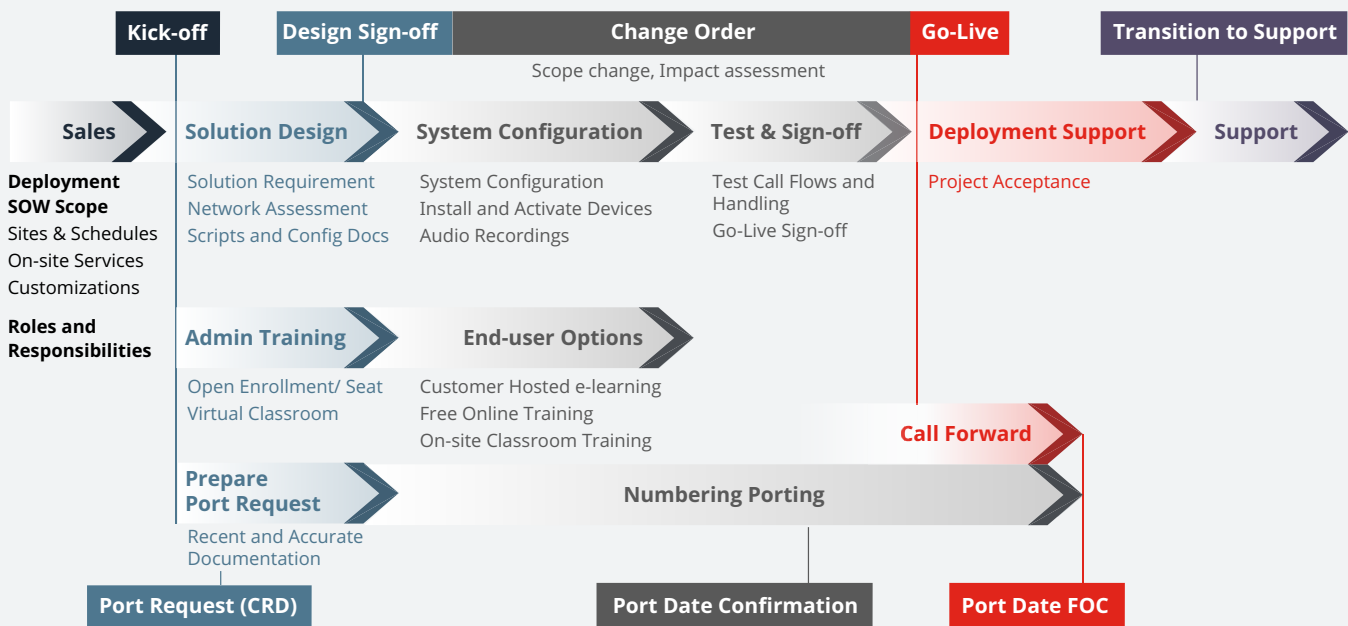 Kick-off
Design Sign-off
Change Order
Go-Live
Transition to Support
Scope change, Impact assessment
Sales
Solution Design
System Configuration
Test & Sign-off
Deployment Support
Support
Deployment
SOW Scope
Sites & Schedules
On-site Services
Customizations
Roles and
Responsibilities
Solution Requirement
Network Assessment
Scripts and Config Docs
System Configuration
Install and Activate Devices
Audio Recordings
Test Call Flows and
Handling
Go-Live Sign-off
Project Acceptance
Admin Training
End-user Options
Open Enrollment/ Seat
Virtual Classroom
Customer Hosted e-learning
Free Online Training
On-site Classroom Training
Call Forward
Prepare
Port Request
Numbering Porting
Recent and Accurate
Documentation
Port Request (CRD)
Port Date Confirmation
Port Date FOC